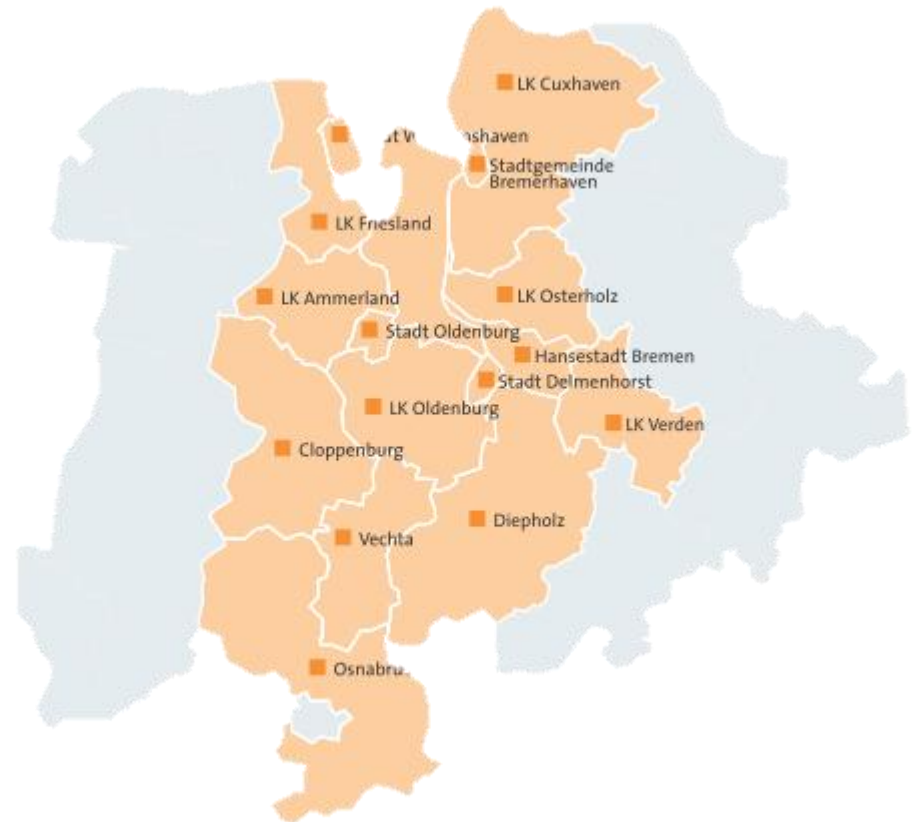 LK Cuxhaven
Stadtgemeinde
Bremerhaven
LK Friesland
LK Ammerland
LK Osterholz
Stadt Oldenburg
Hansestadt Bremen
Stadt Delmenhorst
LK Oldenburg
LK Verden
Cloppenburg
Diepholz
Vechta